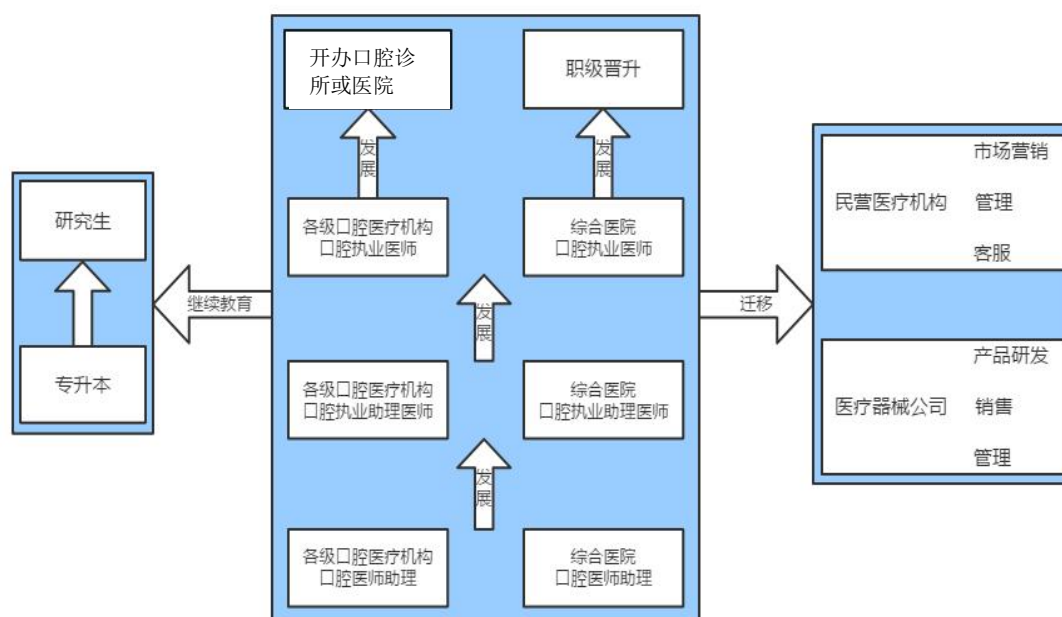 研究生
专升本
继续教育
开办口腔诊
所或医院
职级晋升
发展
发展
各级口腔医疗机构
口腔执业医师
综合医院
口腔执业医师
发展
各级口腔医疗机构
口腔执业助理医师
综合医院
口腔执业助理医师
发展
各级口腔医疗机构
口腔医师助理
综合医院
口腔医师助理
迁移
民营医疗机构
市场营销
管理
客服
医疗器械公司
产品研发
销售
管理